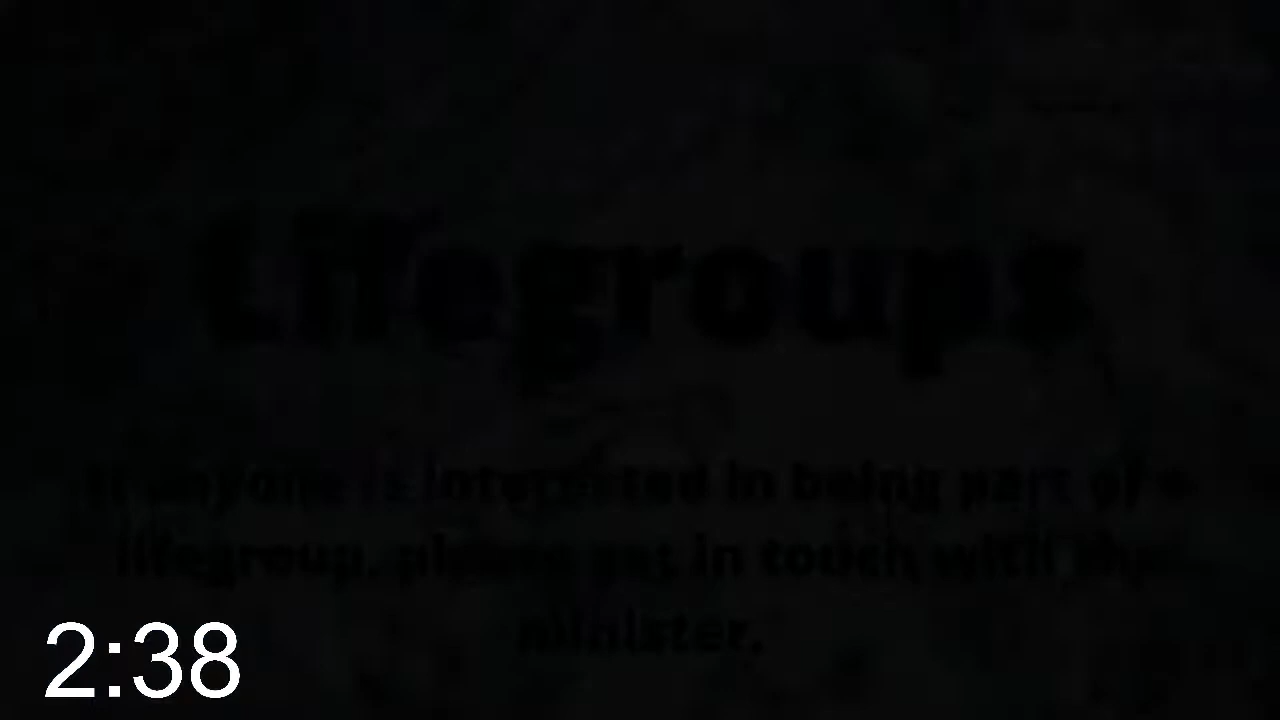 Lifegroups
If anyone is interested in being part of a
lifegroup, please get in touch with the
minister.
2:38